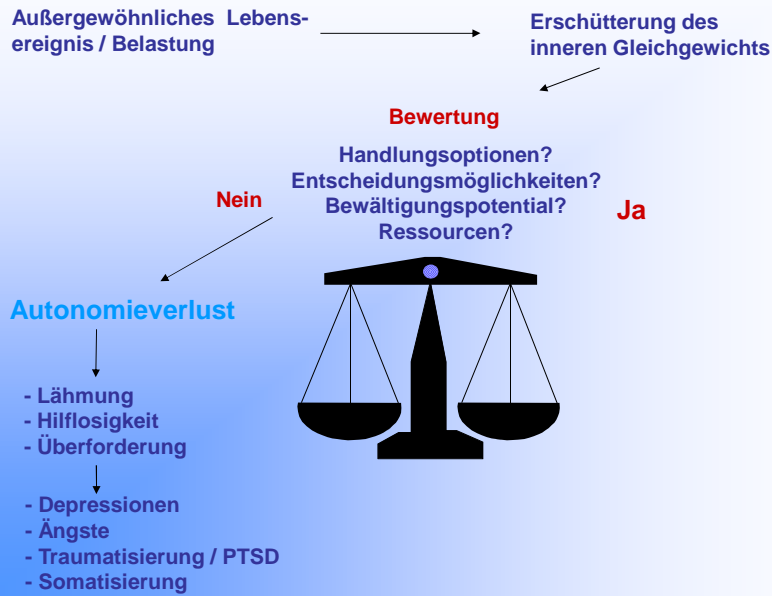 Außergewöhnliches Lebens-
ereignis / Belastung
Erschütterung des
inneren Gleichgewichts
Bewertung
Handlungsoptionen?
Entscheidungsmöglichkeiten?
Bewältigungspotential?
Ressourcen?
Nein
Ja
Autonomieverlust
- Lähmung
- Hilflosigkeit
- Überforderung
- Depressionen
- Ängste
- Traumatisierung / PTSD
- Somatisierung